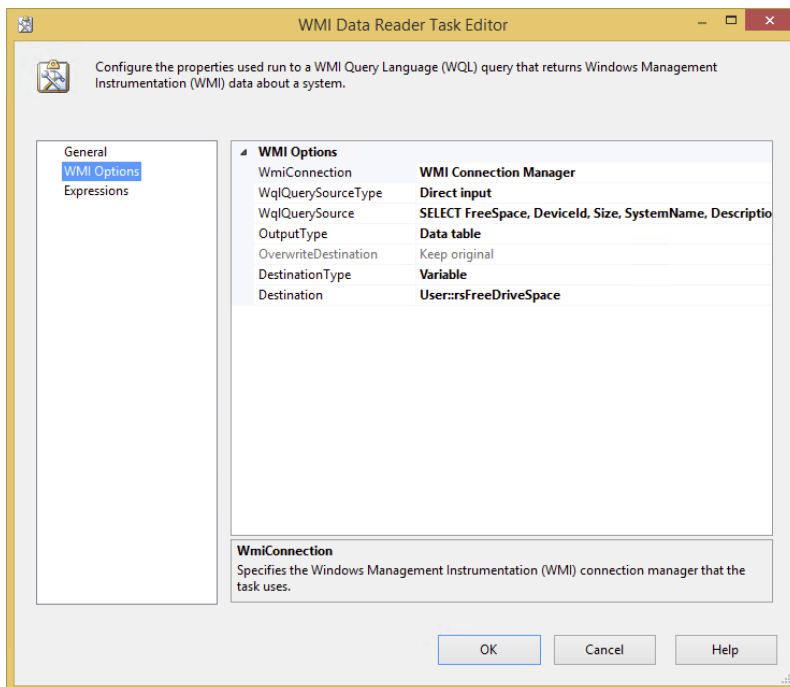 WMI Data Reader Task Editor
Configure the properties used run to a WMI Query Language (WQL) query that returns Windows Management
Instrumentation (WMI) data about a system.
General
WMI Options
Expressions
WMI Options
WmiConnection WMI Connection Manager
WqlQuerySourceType Direct input
WqlQuerySource SELECT FreeSpace, DeviceId, Size, SystemName, Descriptio
OutputType Data table
OverwriteDestination Keep original
DestinationType Variable
Destination User::rsFreeDriveSpace
WmiConnection
Specifies the Windows Management Instrumentation (WMI) connection manager that the
task uses.
OK Cancel Help